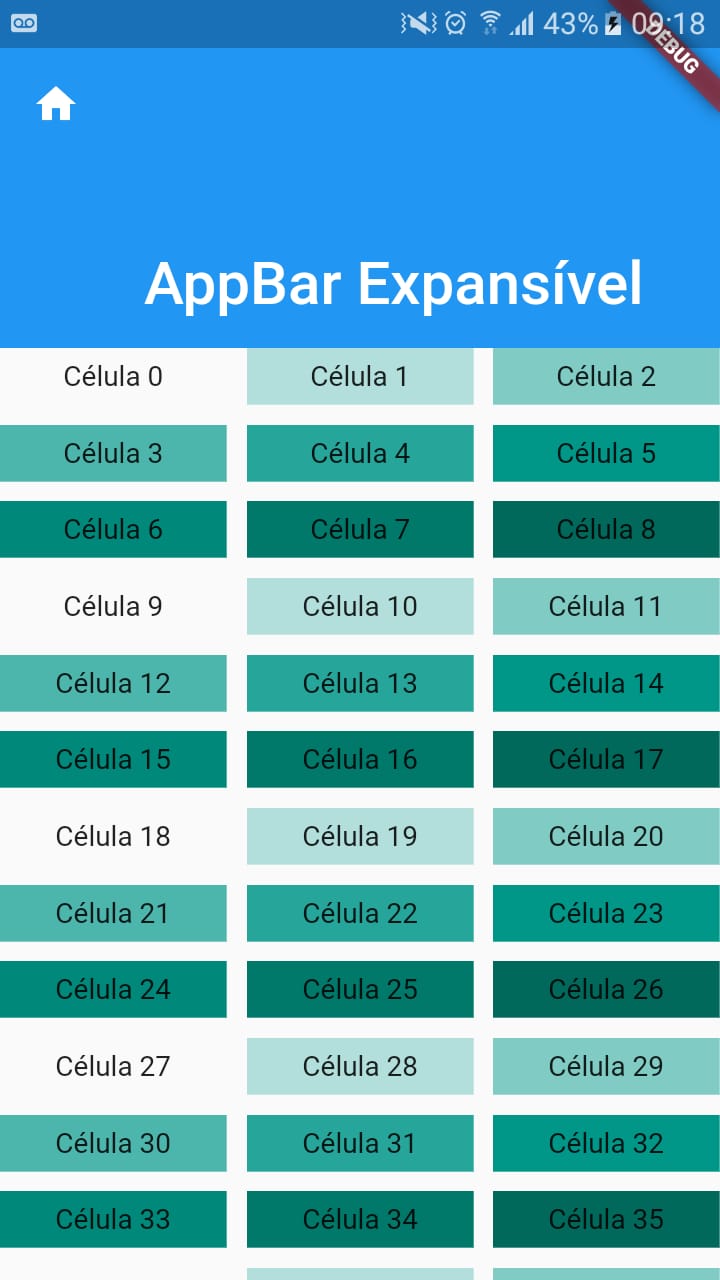 43% 09:18
DEBUG
AppBar Expansível
Célula 0 Célula 1 Célula 2
Célula 3 Célula 4 Célula 5
Célula 6 Célula 7 Célula 8
Célula 9 Célula 10 Célula 11
Célula 12 Célula 13 Célula 14
Célula 15 Célula 16 Célula 17
Célula 18 Célula 19 Célula 20
Célula 21 Célula 22 Célula 23
Célula 24 Célula 25 Célula 26
Célula 27 Célula 28 Célula 29
Célula 30 Célula 31 Célula 32
Célula 33 Célula 34 Célula 35